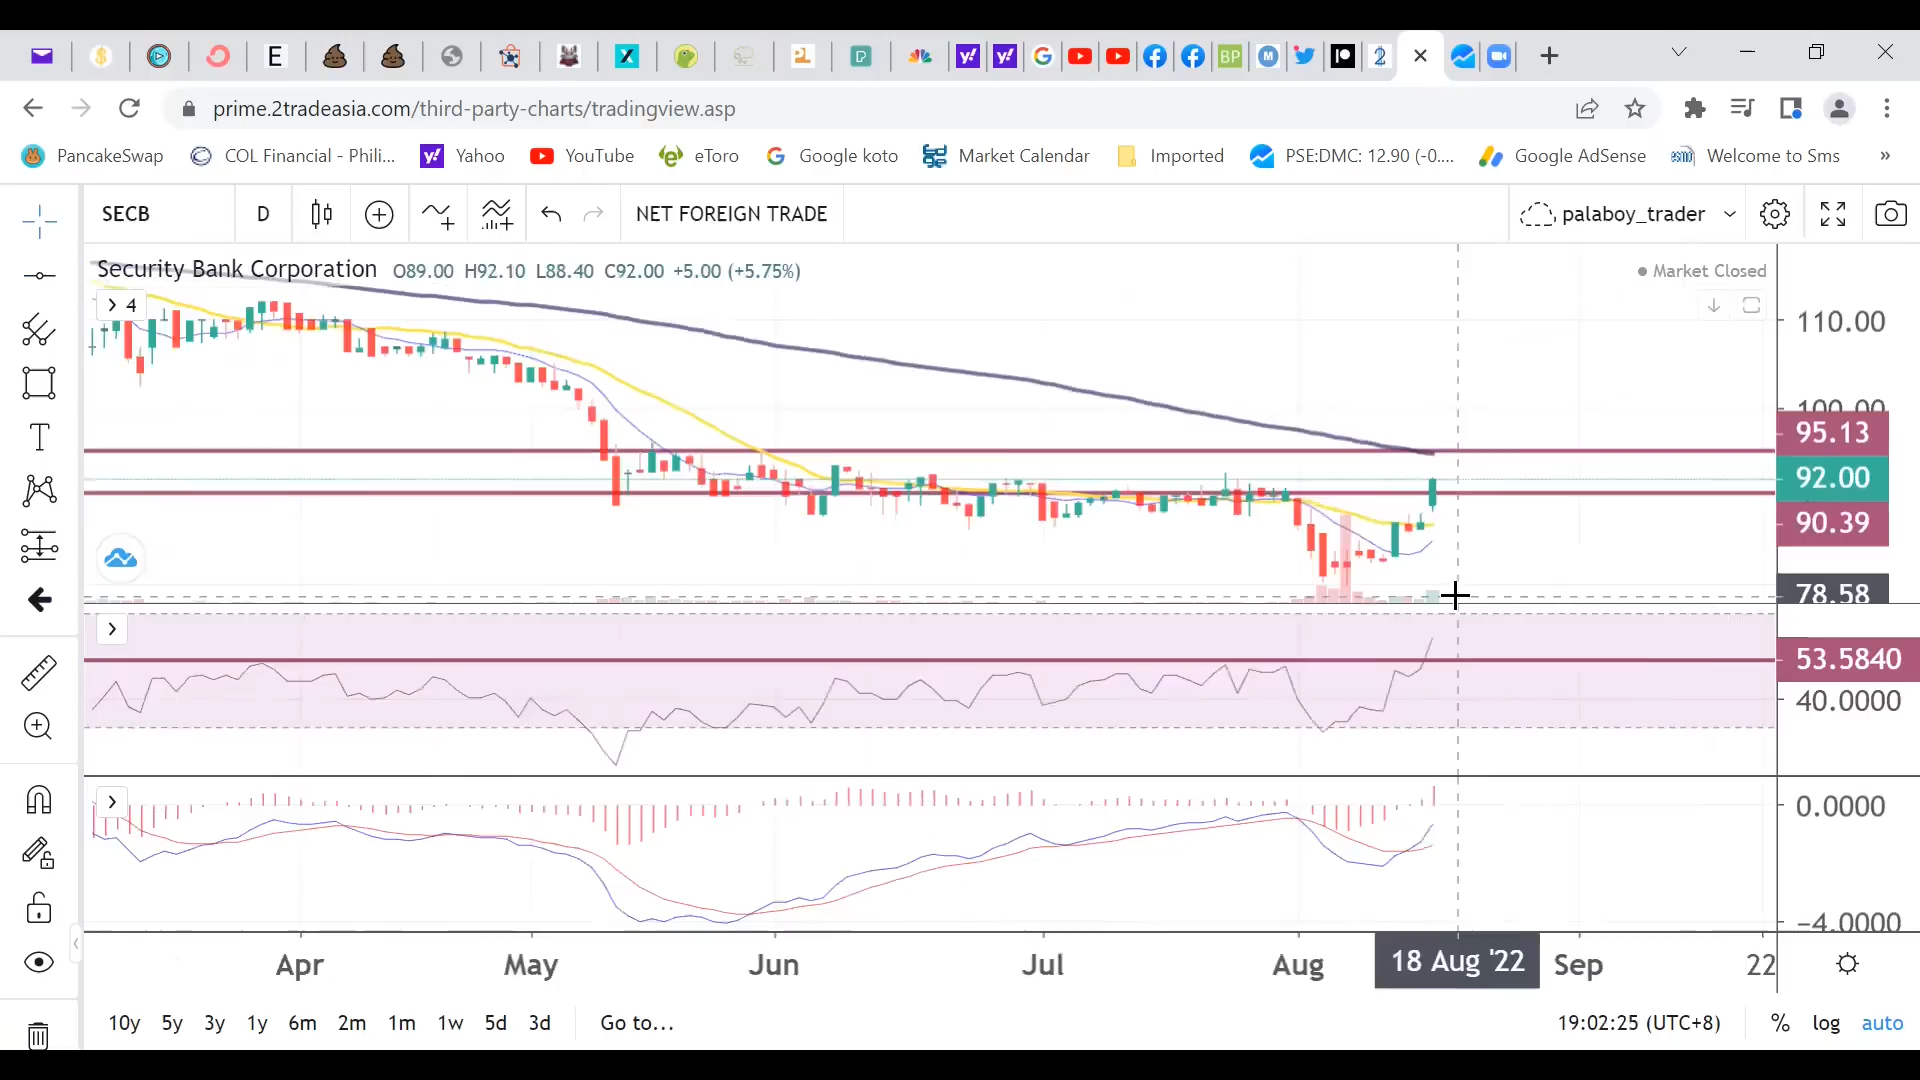 E
BP
M
2
prime.2tradeasia.com/third-party-charts/tradingview.asp
PancakeSwap
COL Financial - Phili...
Yahoo
YouTube
eToro
Google koto
Market Calendar
Imported
PSE:DMC: 12.90 (-0....
Google AdSense
Welcome to Sms
»
SECB
D
NET FOREIGN TRADE
palaboy_trader
Security Bank Corporation O89.00 H92.10 L88.40 C92.00 +5.00 (+5.75%)
Market Closed
4
110.00
100.00
95.13
92.00
90.39
78.58
53.5840
40.0000
0.0000
−4.0000
Apr May Jun Jul Aug 18 Aug '22 Sep 22
10y 5y 3y 1y 6m 2m 1m 1w 5d 3d Go to...
19:02:25 (UTC+8) % log auto